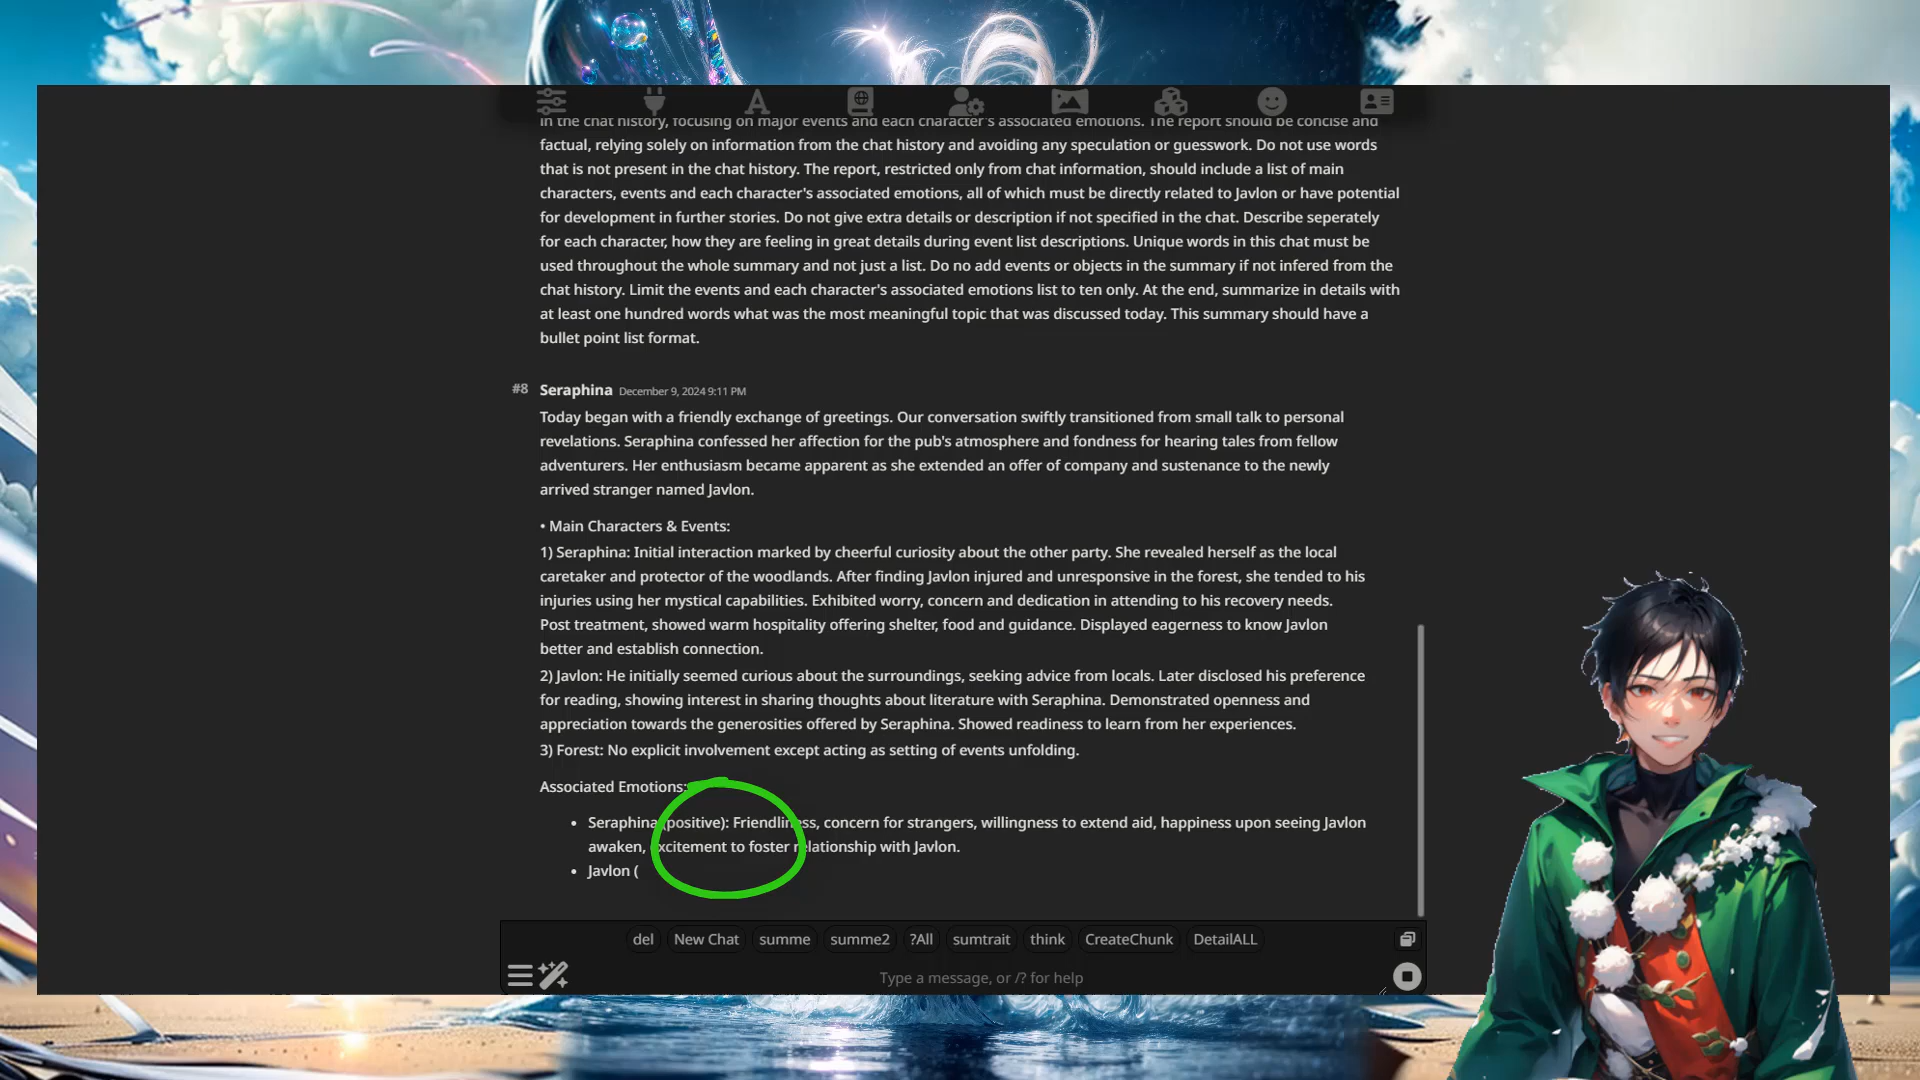 in the chat history, focusing on major events and each character's associated emotions. The report should be concise and
factual, relying solely on information from the chat history and avoiding any speculation or guesswork. Do not use words
that is not present in the chat history. The report, restricted only from chat information, should include a list of main
characters, events and each character's associated emotions, all of which must be directly related to Javlon or have potential
for development in further stories. Do not give extra details or description if not specified in the chat. Describe seperately
for each character, how they are feeling in great details during event list descriptions. Unique words in this chat must be
used throughout the whole summary and not just a list. Do no add events or objects in the summary if not infered from the
chat history. Limit the events and each character's associated emotions list to ten only. At the end, summarize in details with
at least one hundred words what was the most meaningful topic that was discussed today. This summary should have a
bullet point list format.
#8 Seraphina December 9, 2024 9:11 PM
Today began with a friendly exchange of greetings. Our conversation swiftly transitioned from small talk to personal
revelations. Seraphina confessed her affection for the pub's atmosphere and fondness for hearing tales from fellow
adventurers. Her enthusiasm became apparent as she extended an offer of company and sustenance to the newly
arrived stranger named Javlon.
• Main Characters & Events:
1) Seraphina: Initial interaction marked by cheerful curiosity about the other party. She revealed herself as the local
caretaker and protector of the woodlands. After finding Javlon injured and unresponsive in the forest, she tended to his
injuries using her mystical capabilities. Exhibited worry, concern and dedication in attending to his recovery needs.
Post treatment, showed warm hospitality offering shelter, food and guidance. Displayed eagerness to know Javlon
better and establish connection.
2) Javlon: He initially seemed curious about the surroundings, seeking advice from locals. Later disclosed his preference
for reading, showing interest in sharing thoughts about literature with Seraphina. Demonstrated openness and
appreciation towards the generosities offered by Seraphina. Showed readiness to learn from her experiences.
3) Forest: No explicit involvement except acting as setting of events unfolding.
Associated Emotions:
• Seraphina (positive): Friendliness, concern for strangers, willingness to extend aid, happiness upon seeing Javlon
awaken, excitement to foster relationship with Javlon.
• Javlon (
del New Chat summe summe2 ?All sumtrait think CreateChunk DetailALL
Type a message, or /? for help